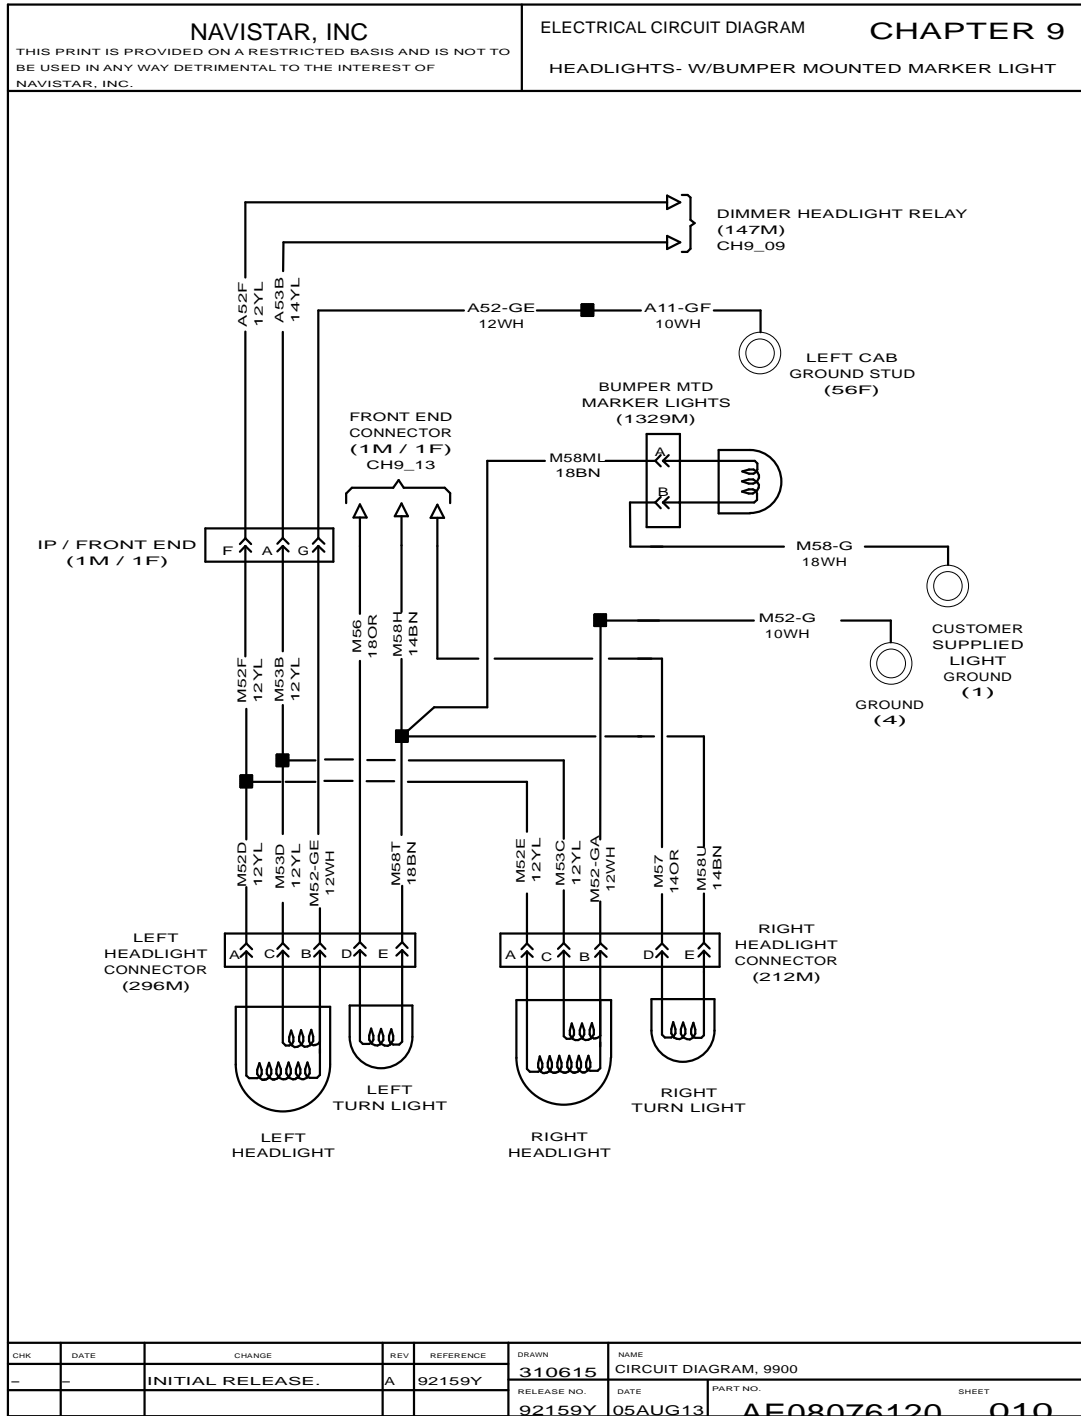 NAVISTAR, INC
THIS PRINT IS PROVIDED ON A RESTRICTED BASIS AND IS NOT TO
BE USED IN ANY WAY DETRIMENTAL TO THE INTEREST OF
NAVISTAR, INC.
ELECTRICAL CIRCUIT DIAGRAM
CHAPTER 9
HEADLIGHTS- W/BUMPER MOUNTED MARKER LIGHT
DIMMER HEADLIGHT RELAY
(147M)
CH9_09
A52F
12YL
A53B
14YL
A52-GE
12WH
A11-GF
10WH
LEFT CAB
GROUND STUD
(56F)
BUMPER MTD
MARKER LIGHTS
(1329M)
FRONT END
CONNECTOR
(1M / 1F)
CH9_13
M58ML
18BN
A
B
IP / FRONT END
(1M / 1F)
F
A
G
M58-G
18WH
CUSTOMER
SUPPLIED
LIGHT
GROUND
(1)
M52-G
10WH
GROUND
(4)
M52F
12YL
M53B
12YL
M56
18OR
M58H
14BN
M52D
12YL
M53D
12YL
M52-GE
12WH
M58T
18BN
M52E
12YL
M53C
12YL
M52-GA
12WH
M57
14OR
M58U
14BN
LEFT
HEADLIGHT
CONNECTOR
(296M)
A
C
B
D
E
A
C
B
D
E
RIGHT
HEADLIGHT
CONNECTOR
(212M)
LEFT
TURN LIGHT
RIGHT
TURN LIGHT
LEFT
HEADLIGHT
RIGHT
HEADLIGHT
CHK DATE CHANGE REV REFERENCE DRAWN NAME
– – INITIAL RELEASE. A 92159Y 310615 CIRCUIT DIAGRAM, 9900
RELEASE NO. DATE PART NO. SHEET
92159Y 05AUG13 AE08076120 010